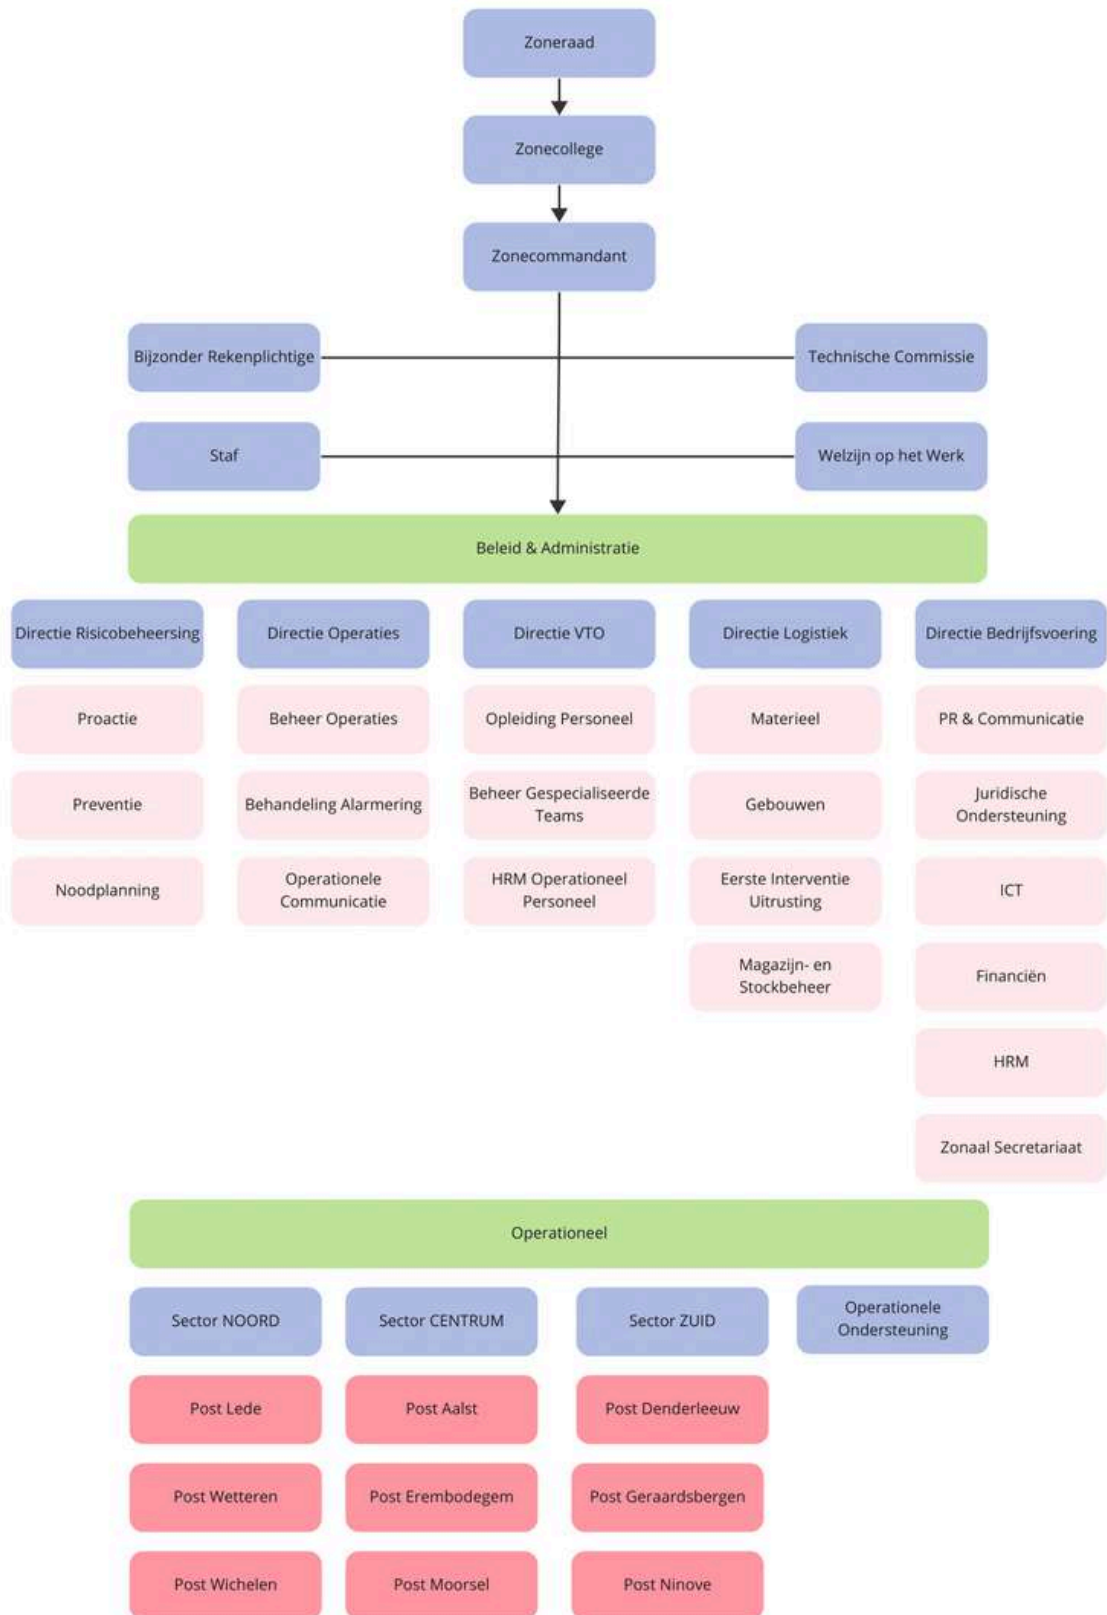 Zoneraad
Zonecollege
Zonecommandant
Bijzonder Rekenplichtige
Technische Commissie
Staf
Welzijn op het Werk
Beleid & Administratie
Directie Risicobeheersing
Directie Operaties
Directie VTO
Directie Logistiek
Directie Bedrijfsvoering
Proactie
Beheer Operaties
Opleiding Personeel
Materieel
PR & Communicatie
Preventie
Behandeling Alarmering
Beheer Gespecialiseerde
Teams
Gebouwen
Juridische
Ondersteuning
Noodplanning
Operationele
Communicatie
HRM Operationeel
Personeel
Eerste Interventie
Uitrusting
ICT
Magazijn- en
Stockbeheer
Financiën
HRM
Zonaal Secretariaat
Operationeel
Sector NOORD
Sector CENTRUM
Sector ZUID
Operationele
Ondersteuning
Post Lede
Post Aalst
Post Denderleeuw
Post Wetteren
Post Erembodegem
Post Geraardsbergen
Post Wichelen
Post Moorsel
Post Ninove